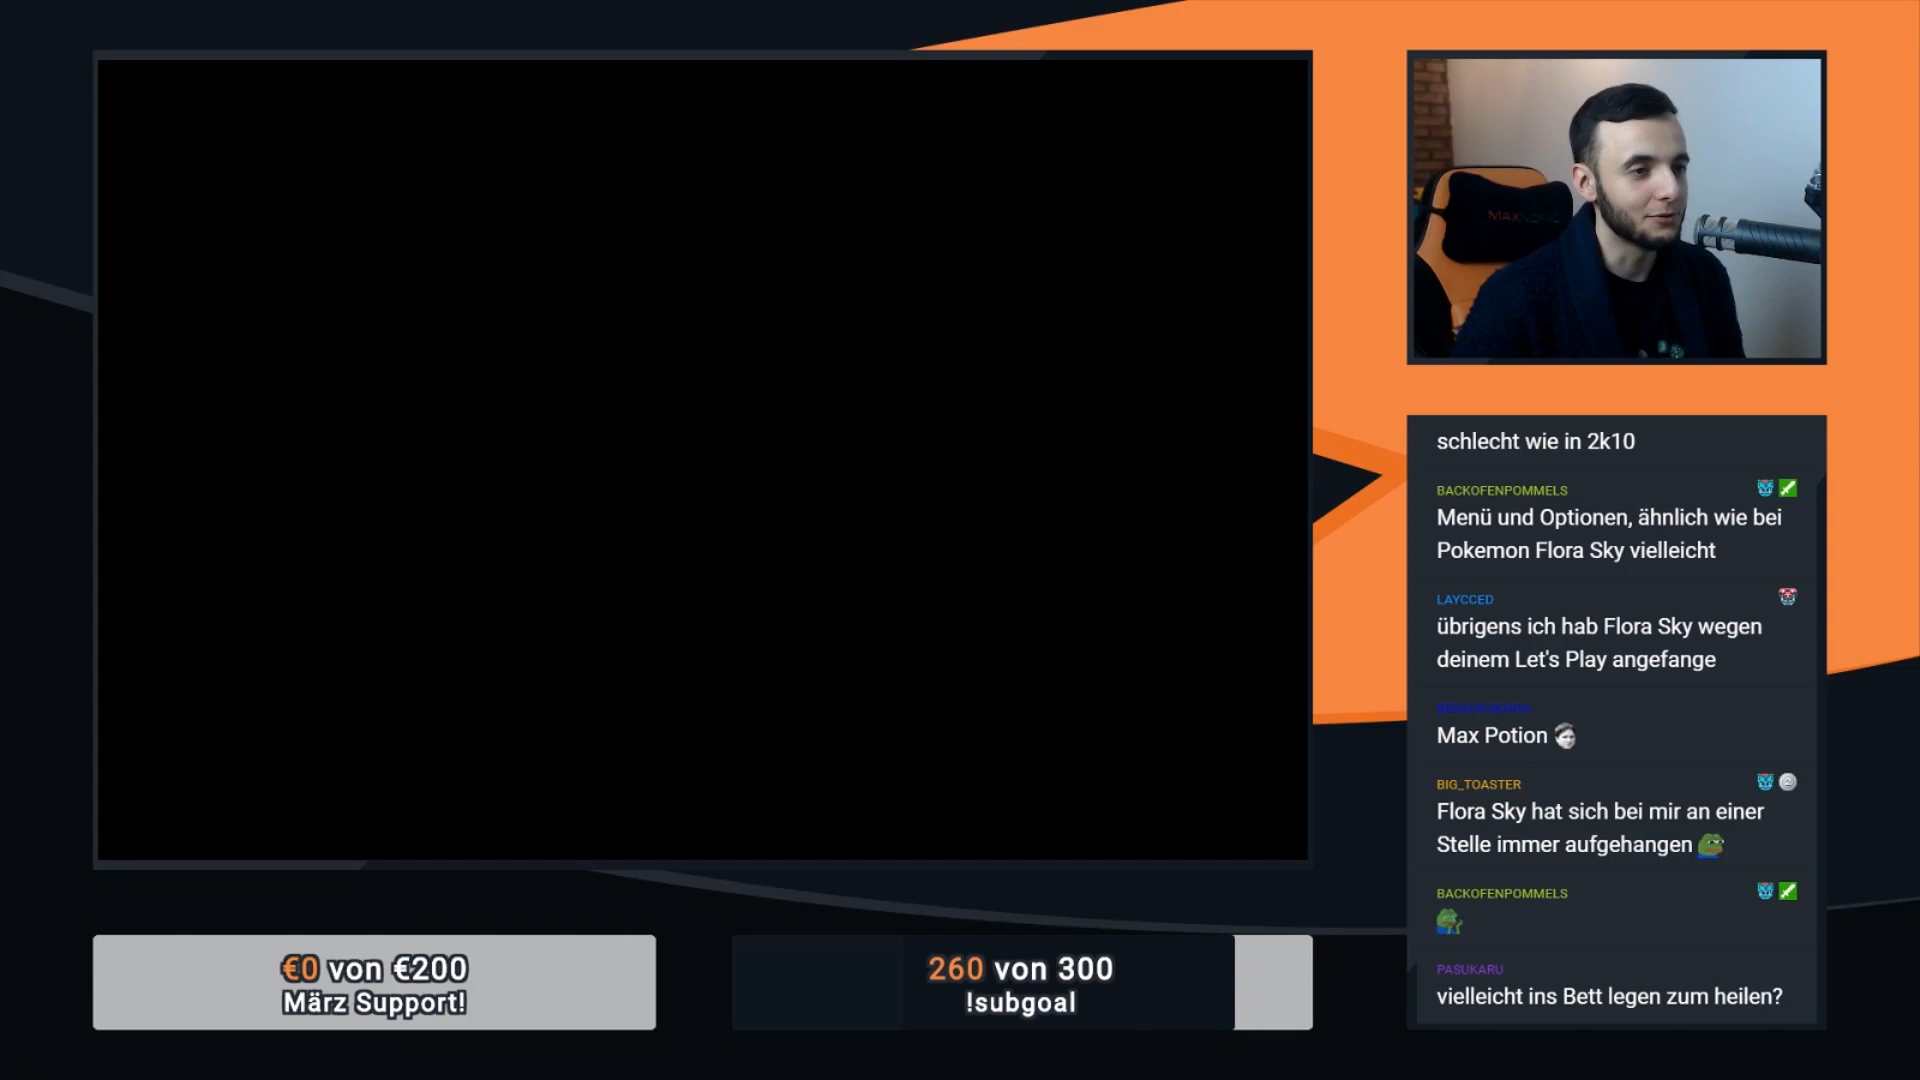 MAXNOMIC
schlecht wie in 2k10
BACKOFENPOMMELS
Menü und Optionen, ähnlich wie bei
Pokemon Flora Sky vielleicht
LAYCCED
übrigens ich hab Flora Sky wegen
deinem Let's Play angefange
Max Potion
BIG_TOASTER
Flora Sky hat sich bei mir an einer
Stelle immer aufgehangen
BACKOFENPOMMELS
PASUKARU
vielleicht ins Bett legen zum heilen?
€0 von €200
März Support!
260 von 300
!subgoal